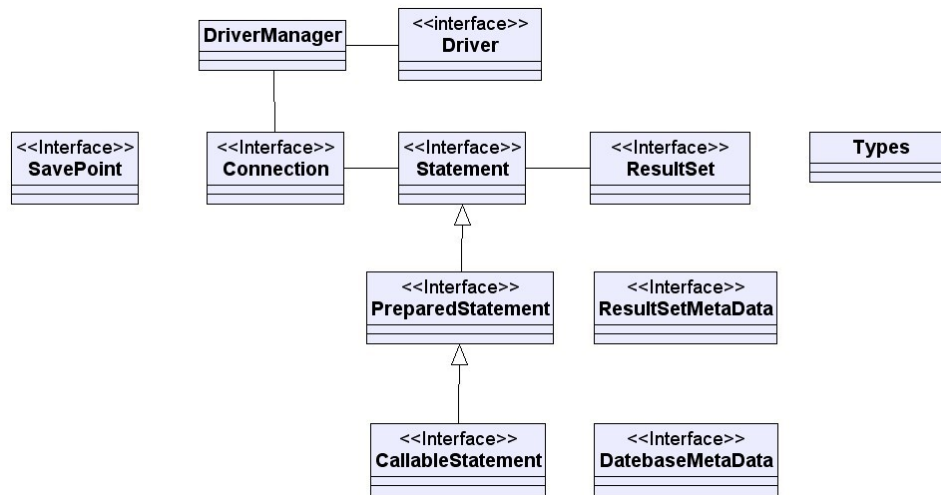 <<interface>>
DriverManager
Driver
<<Interface>>
SavePoint
<<Interface>>
Connection
<<Interface>>
Statement
<<Interface>>
ResultSet
Types
<<Interface>>
PreparedStatement
<<Interface>>
ResultSetMetaData
<<Interface>>
CallableStatement
<<Interface>>
DatebaseMetaData